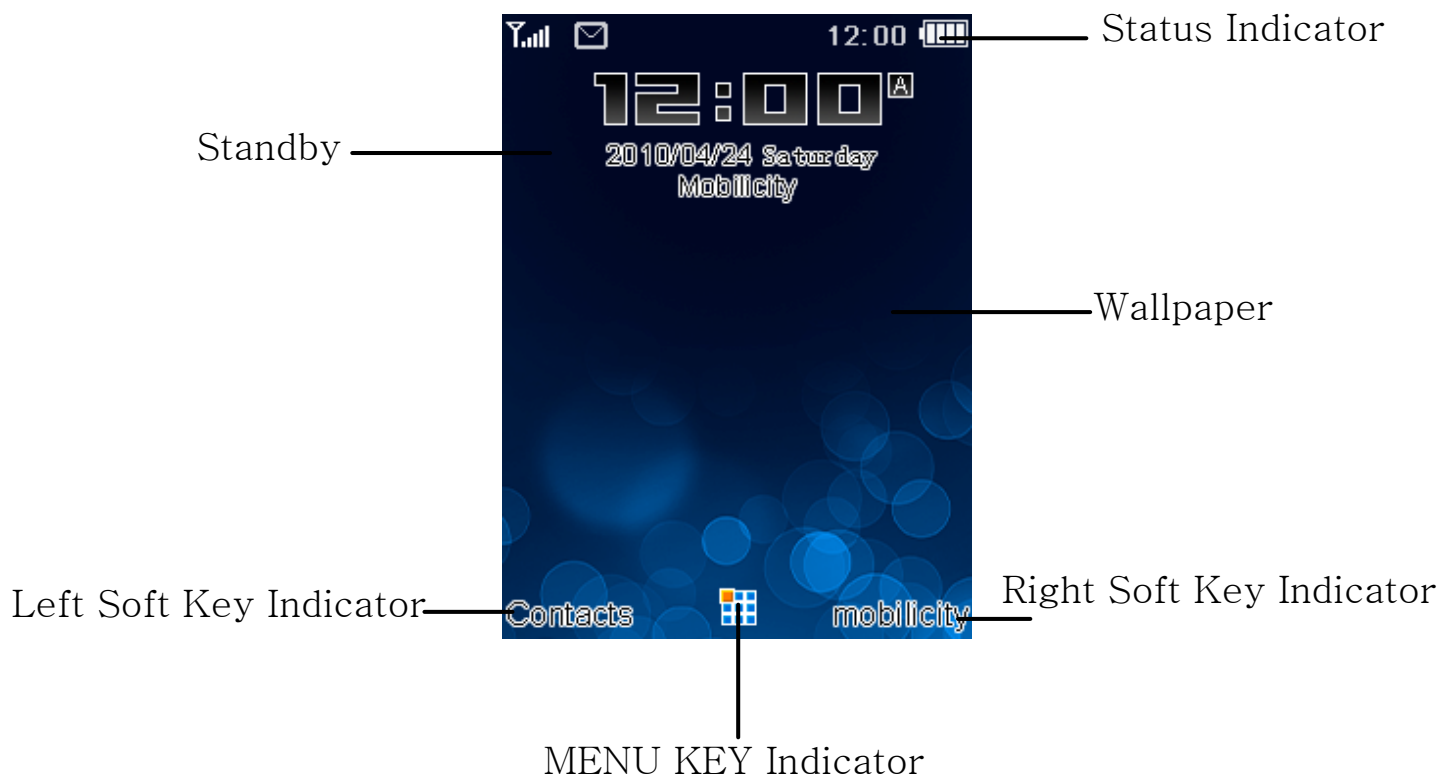 12:00
Status Indicator
12:00 A
Standby
2010/04/24 Saturday
Mobilicity
Wallpaper
Left Soft Key Indicator
Contacts
mobilicity
Right Soft Key Indicator
MENU KEY Indicator